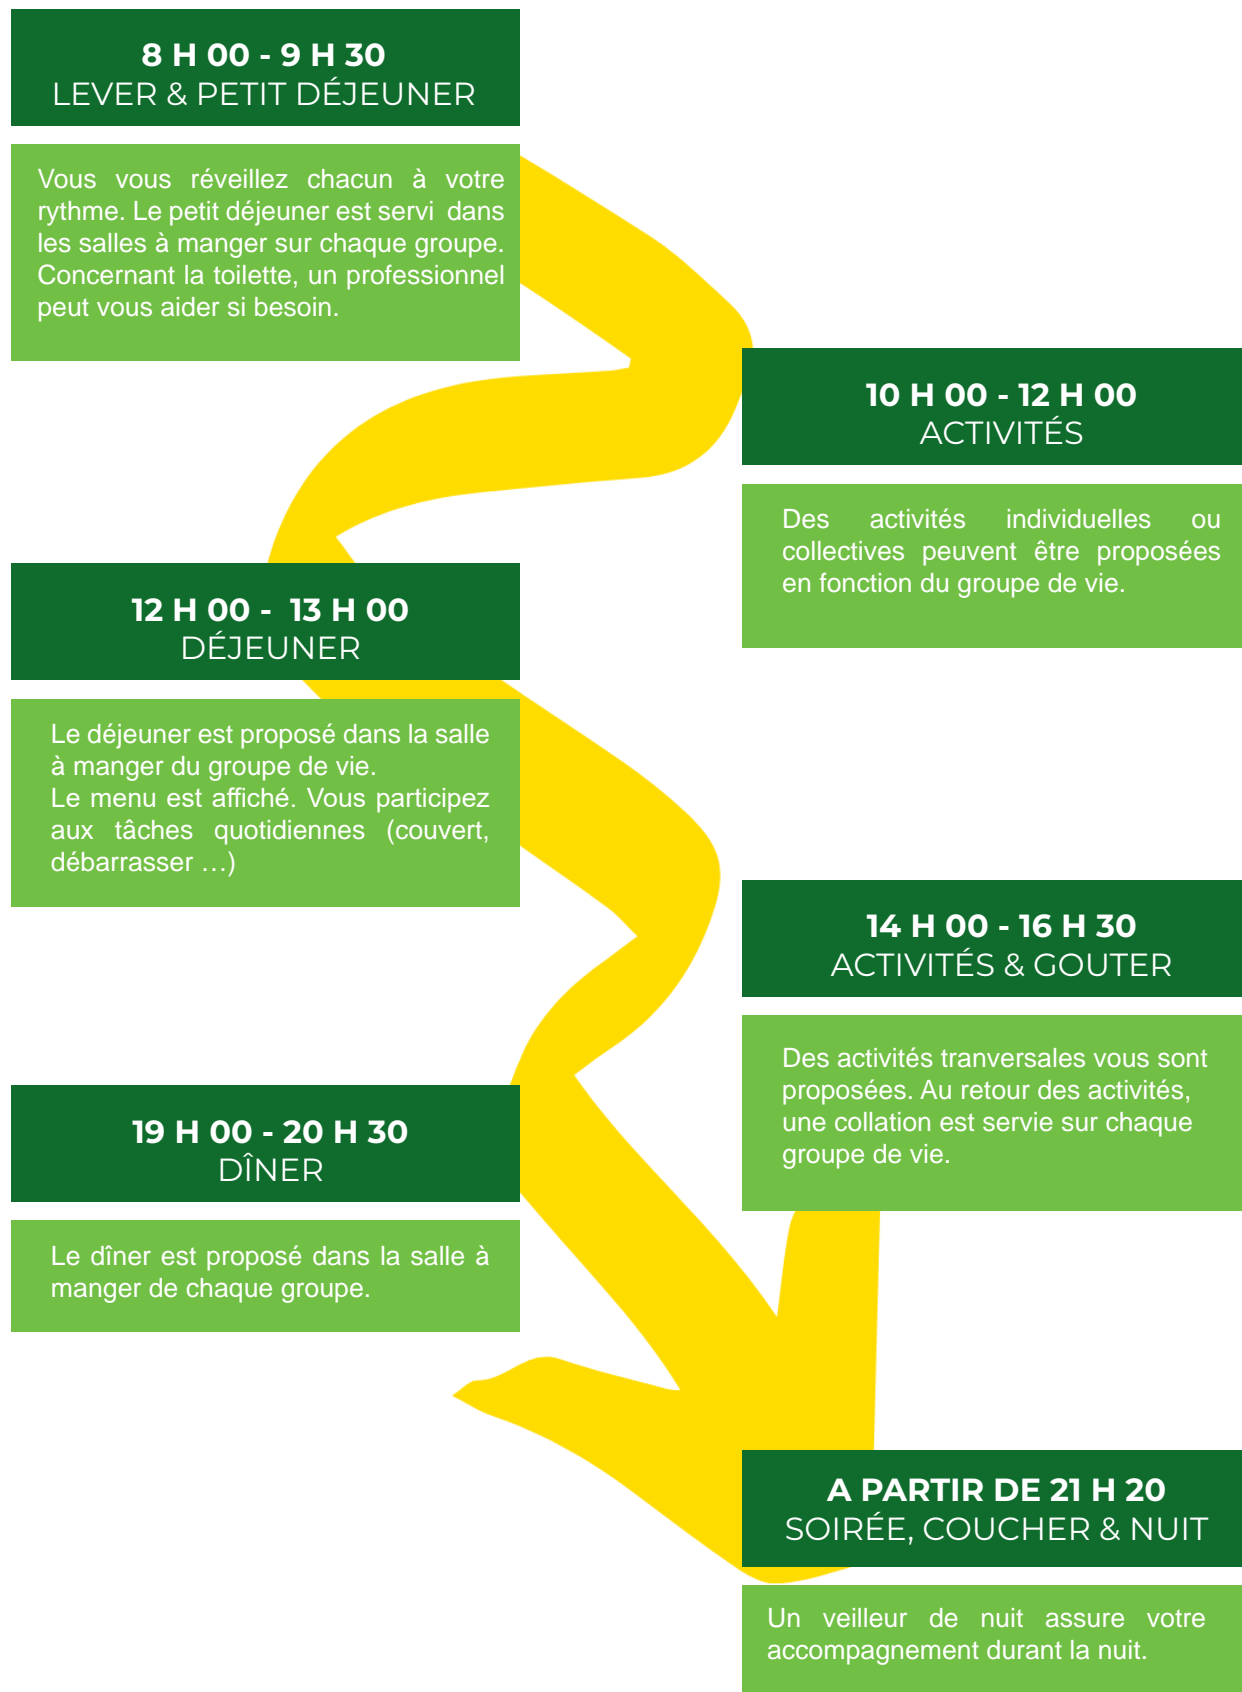 8 H 00 - 9 H 30
LEVER & PETIT DÉJEUNER
Vous vous réveillez chacun à votre
rythme. Le petit déjeuner est servi dans
les salles à manger sur chaque groupe.
Concernant la toilette, un professionnel
peut vous aider si besoin.
10 H 00 - 12 H 00
ACTIVITÉS
Des activités individuelles ou
collectives peuvent être proposées
en fonction du groupe de vie.
12 H 00 - 13 H 00
DÉJEUNER
Le déjeuner est proposé dans la salle
à manger du groupe de vie.
Le menu est affiché. Vous participez
aux tâches quotidiennes (couvert,
débarrasser …)
14 H 00 - 16 H 30
ACTIVITÉS & GOUTER
Des activités tranversales vous sont
proposées. Au retour des activités,
une collation est servie sur chaque
groupe de vie.
19 H 00 - 20 H 30
DÎNER
Le dîner est proposé dans la salle à
manger de chaque groupe.
A PARTIR DE 21 H 20
SOIRÉE, COUCHER & NUIT
Un veilleur de nuit assure votre
accompagnement durant la nuit.